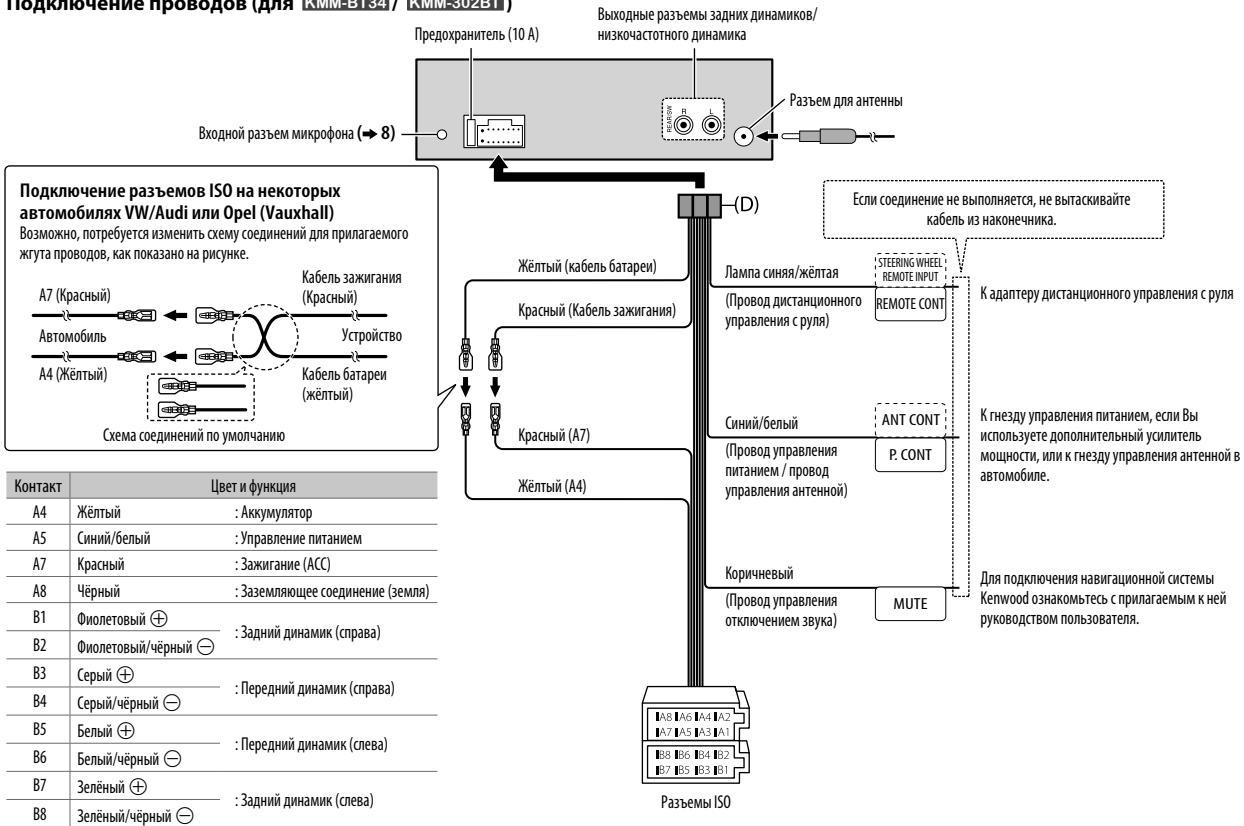 Подключение проводов (для KMM-BT34 / KMM-302BT)
Выходные разъемы задних динамиков/
низкочастотного динамика
Предохранитель (10 A)
REAR/SW
R
L
Разъем для антенны
Входной разъем микрофона (➜ 8)
Подключение разъемов ISO на некоторых
автомобилях VW/Audi или Opel (Vauxhall)
Возможно, потребуется изменить схему соединений для прилагаемого
жгута проводов, как показано на рисунке.
Кабель зажигания
(Красный)
A7 (Красный)
Автомобиль
Устройство
A4 (Жёлтый)
Кабель батареи
(жёлтый)
Схема соединений по умолчанию
(D)
Если соединение не выполняется, не вытаскивайте
кабель из наконечника.
Жёлтый (кабель батареи)
Красный (Кабель зажигания)
Красный (A7)
Жёлтый (A4)
Лампа синяя/жёлтая
(Провод дистанционного
управления с руля)
STEERING WHEEL
REMOTE INPUT
REMOTE CONT
К адаптеру дистанционного управления с руля
Синий/белый
(Провод управления
питанием / провод
управления антенной)
ANT CONT
P. CONT
К гнезду управления питанием, если Вы
используете дополнительный усилитель
мощности, или к гнезду управления антенной в
автомобиле.
Коричневый
(Провод управления
отключением звука)
MUTE
Для подключения навигационной системы
Kenwood ознакомьтесь с прилагаемым к ней
руководством пользователя.
Контакт Цвет и функция
A4 Жёлтый : Аккумулятор
A5 Синий/белый : Управление питанием
A7 Красный : Зажигание (ACC)
A8 Чёрный : Заземляющее соединение (земля)
B1 Фиолетовый ⊕
: Задний динамик (справа)
B2 Фиолетовый/чёрный ⊖
B3 Серый ⊕
: Передний динамик (справа)
B4 Серый/чёрный ⊖
B5 Белый ⊕
: Передний динамик (слева)
B6 Белый/чёрный ⊖
B7 Зелёный ⊕
: Задний динамик (слева)
B8 Зелёный/чёрный ⊖
A8 A6 A4 A2
A7 A5 A3 A1
B8 B6 B4 B2
B7 B5 B3 B1
Разъемы ISO